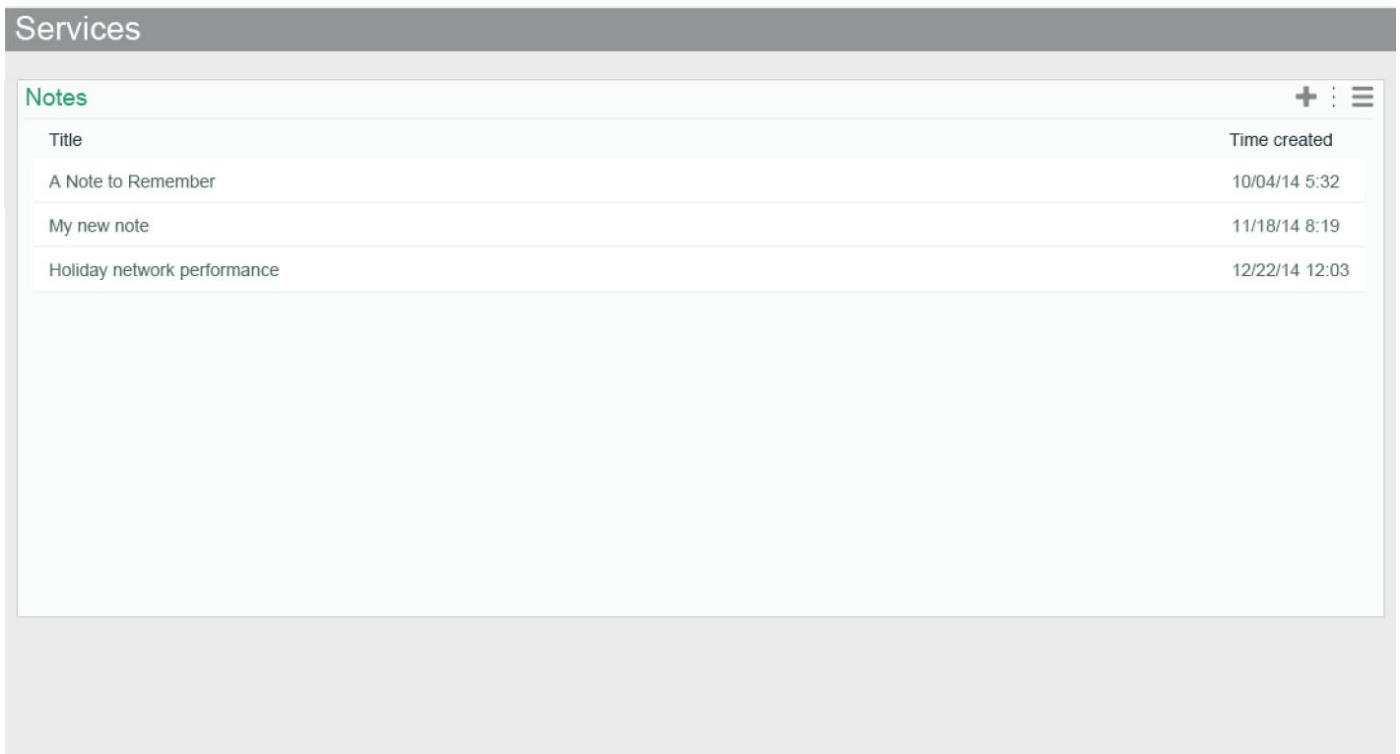 Services
Notes
Title Time created
A Note to Remember 10/04/14 5:32
My new note 11/18/14 8:19
Holiday network performance 12/22/14 12:03